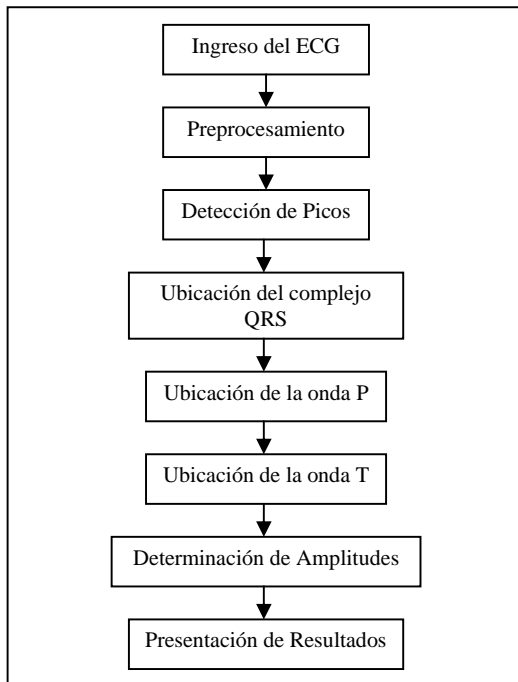 Ingreso del ECG
Preprocesamiento
Detección de Picos
Ubicación del complejo
QRS
Ubicación de la onda P
Ubicación de la onda T
Determinación de Amplitudes
Presentación de Resultados